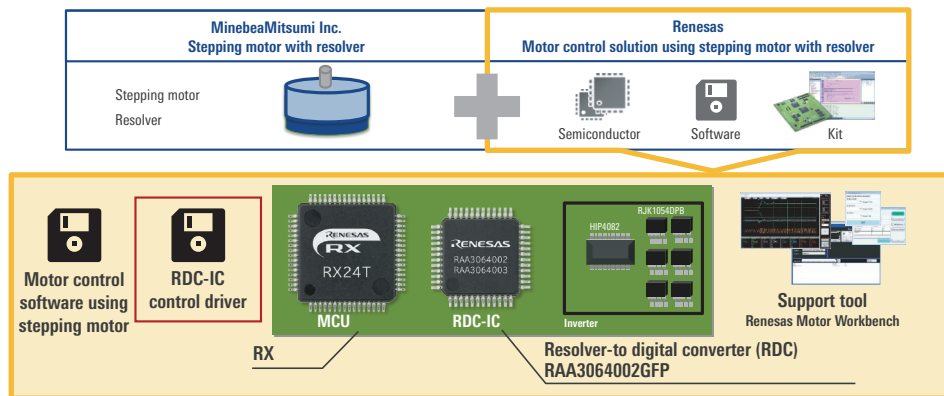 MinebeaMitsumi Inc.
Stepping motor with resolver
Renesas
Motor control solution using stepping motor with resolver
Stepping motor
Resolver
Semiconductor
Software
Kit
Motor control
software using
stepping motor
RDC-IC
control driver
RENESAS
RX
RX24T
MCU
RENESAS
RAA3064002
RAA3064003
RDC-IC
HIP4082
RJK1054DPB
Inverter
Support tool
Renesas Motor Workbench
RX
Resolver-to digital converter (RDC)
RAA3064002GFP